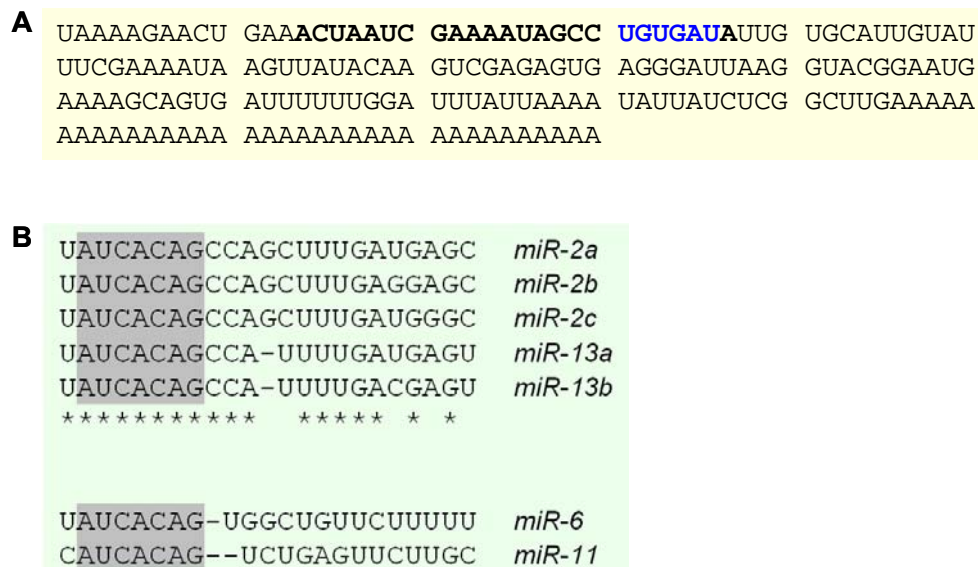 A
UAAAAGAACU GAAACUAAUC GAAAAUAGCC UGUGAUAUUG UGCAUUGUAU
UUCGAAAAUA AGUUAUACAA GUCGAGAGUG AGGGAUUAAG GUACGGAAUG
AAAAGCAGUG AUUUUUUGGA UUUAUUAAAA UAUUAUCUCG GCUUGAAAAA
AAAAAAAAAA AAAAAAAAAA AAAAAAAAAA
B
UAUCACAGCCAGCUUUGAUGAGC miR-2a
UAUCACAGCCAGCUUUGAGGAGC miR-2b
UAUCACAGCCAGCUUUGAUGGGC miR-2c
UAUCACAGCCA-UUUUGAUGAGU miR-13a
UAUCACAGCCA-UUUUGACGAGU miR-13b
*********** ***** * *
UAUCACAG-UGGCUGUUCUUUUU miR-6
CAUCACAG--UCUGAGUUCUUGC miR-11